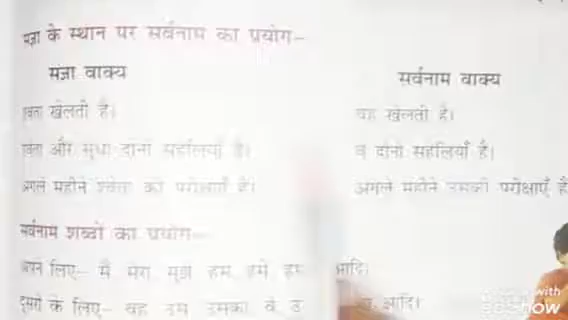 संज्ञा के स्थान पर सर्वनाम का प्रयोग–
संज्ञा वाक्य
सर्वनाम वाक्य
खेलती है।
वह खेलती है।
और सुधा दोनों सहेलियाँ हैं।
वे दोनों सहेलियाँ हैं।
अगले महीने श्वेता की परीक्षाएँ हैं।
अगले महीने उसकी परीक्षाएँ हैं
सर्वनाम शब्दों का प्रयोग–
अपने लिए– मैं मेरा मुझे हम हमें आदि।
दूसरों के लिए– वह उस उसका वे आदि।
with
SHOW